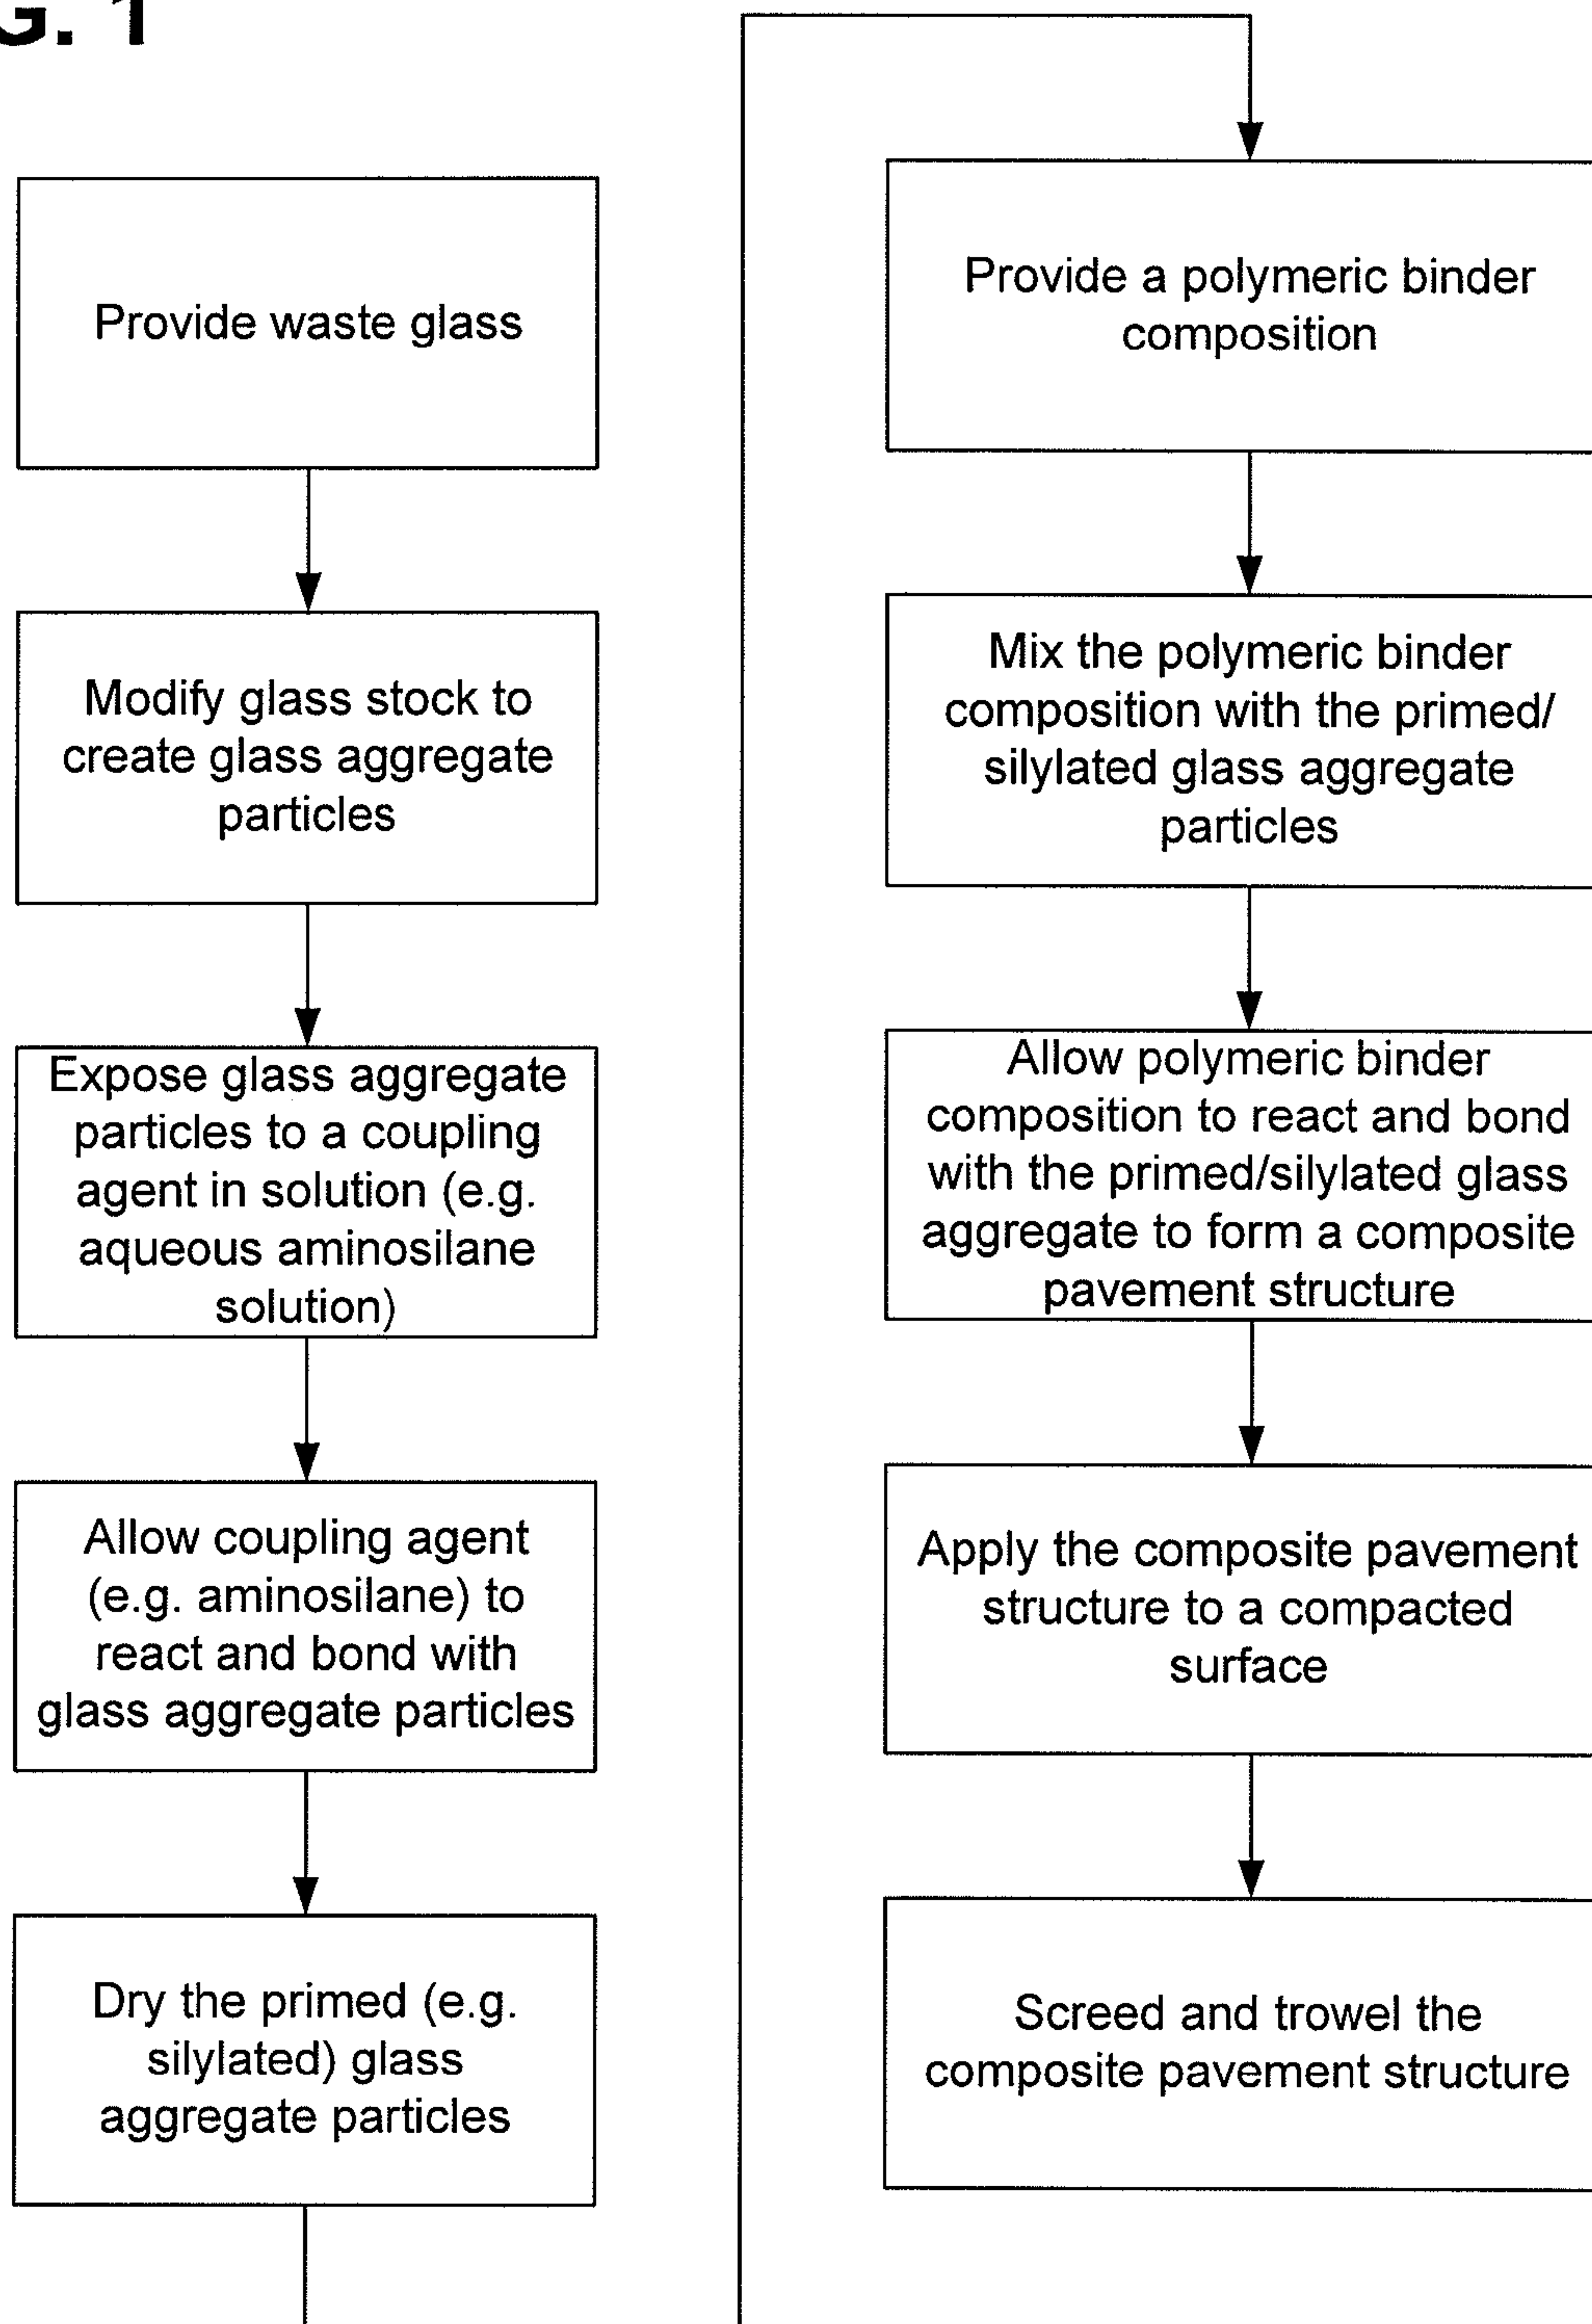 G. 1
Provide waste glass
Modify glass stock to
create glass aggregate
particles
Expose glass aggregate
particles to a coupling
agent in solution (e.g.
aqueous aminosilane
solution)
Allow coupling agent
(e.g. aminosilane) to
react and bond with
glass aggregate particles
Dry the primed (e.g.
silylated) glass
aggregate particles
Provide a polymeric binder
composition
Mix the polymeric binder
composition with the primed/
silylated glass aggregate
particles
Allow polymeric binder
composition to react and bond
with the primed/silylated glass
aggregate to form a composite
pavement structure
Apply the composite pavement
structure to a compacted
surface
Screed and trowel the
composite pavement structure